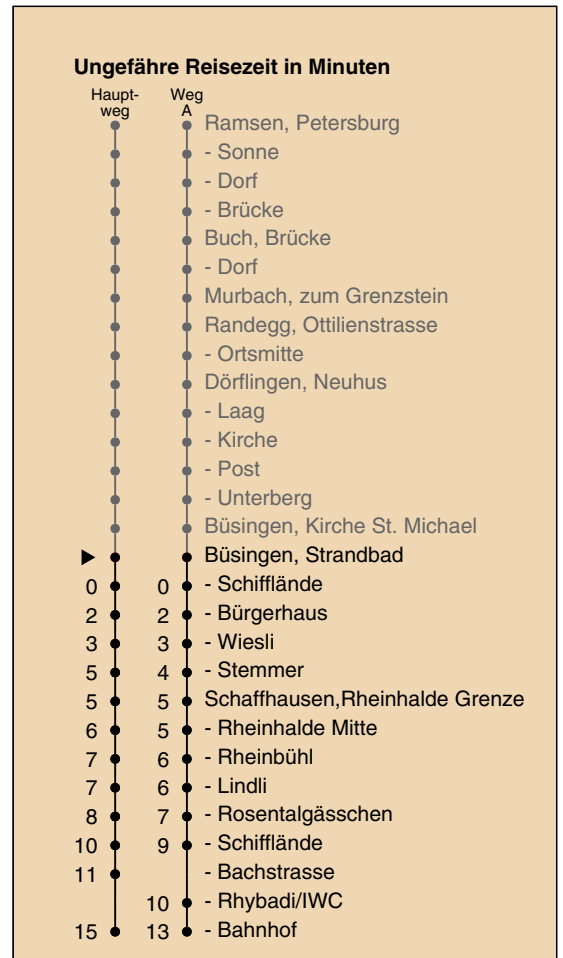 Ungefähre Reisezeit in Minuten
Haupt-
weg
Weg
A
Ramsen, Petersburg
- Sonne
- Dorf
- Brücke
Buch, Brücke
- Dorf
Murbach, zum Grenzstein
Randegg, Ottilienstrasse
- Ortsmitte
Dörflingen, Neuhus
- Laag
- Kirche
- Post
- Unterberg
Büsingen, Kirche St. Michael
Büsingen, Strandbad
0 0 - Schifflände
2 2 - Bürgerhaus
3 3 - Wiesli
5 4 - Stemmer
5 5 Schaffhausen,Rheinhalde Grenze
6 5 - Rheinhalde Mitte
7 6 - Rheinbühl
7 6 - Lindli
8 7 - Rosentalgässchen
10 9 - Schifflände
11 - Bachstrasse
10 - Rhybadi/IWC
15 13 - Bahnhof